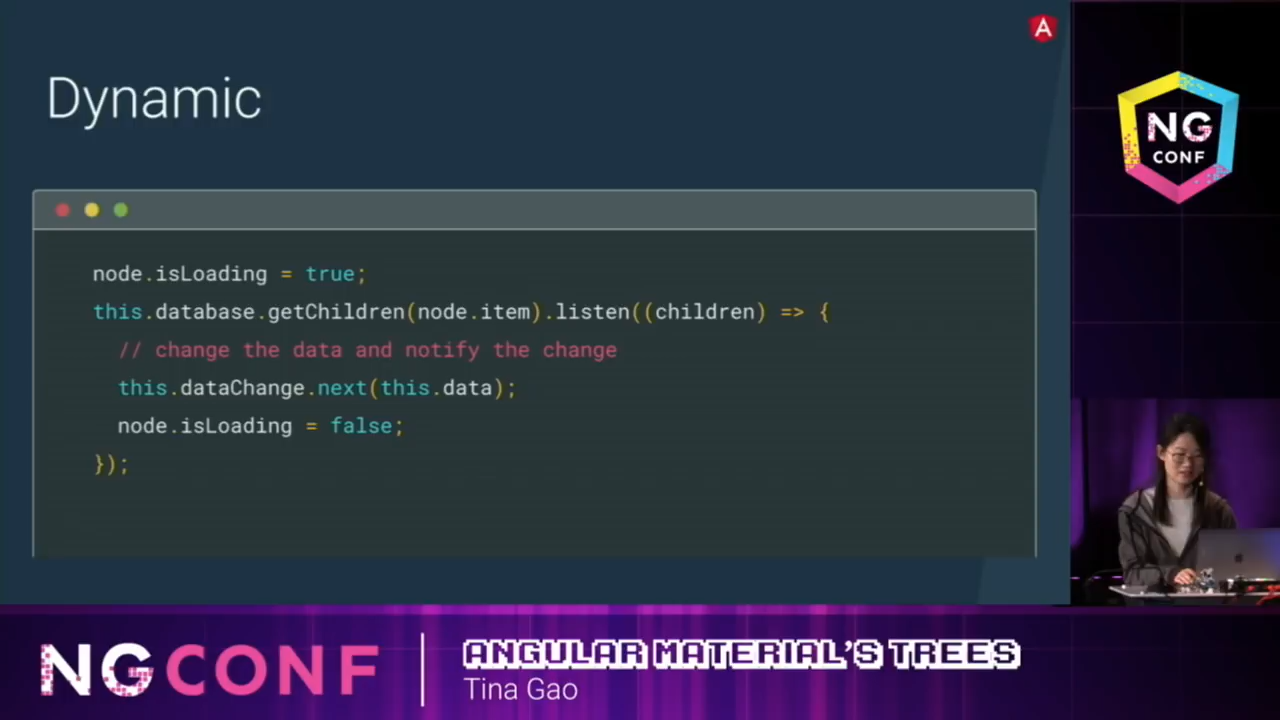 Dynamic
node.isLoading = true;
this.database.getChildren(node.item).listen((children) => {
// change the data and notify the change
this.dataChange.next(this.data);
node.isLoading = false;
});
NG
CONF
NGCONF
ANGULAR MATERIAL'S TREES
Tina Gao